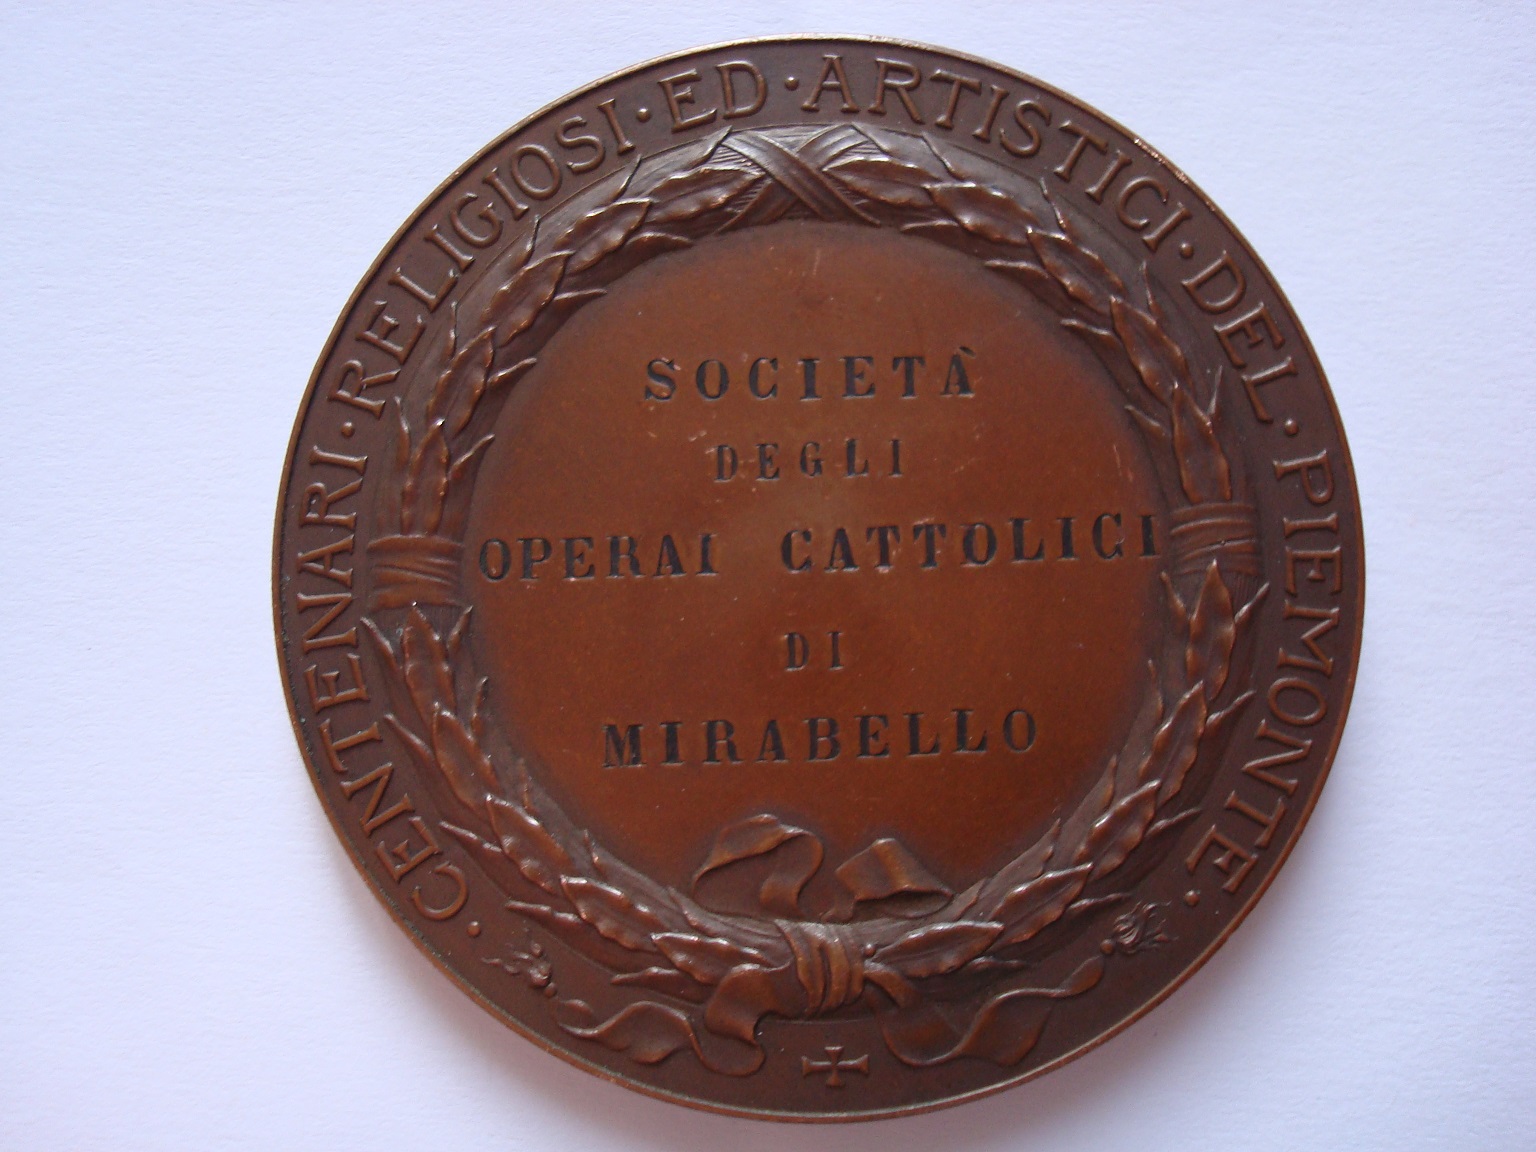 · CENTENARI · RELIGIOSI · ED · ARTISTICI · DEL · PIEMONTE ·
SOCIETÀ
DEGLI
OPERAI CATTOLICI
DI
MIRABELLO